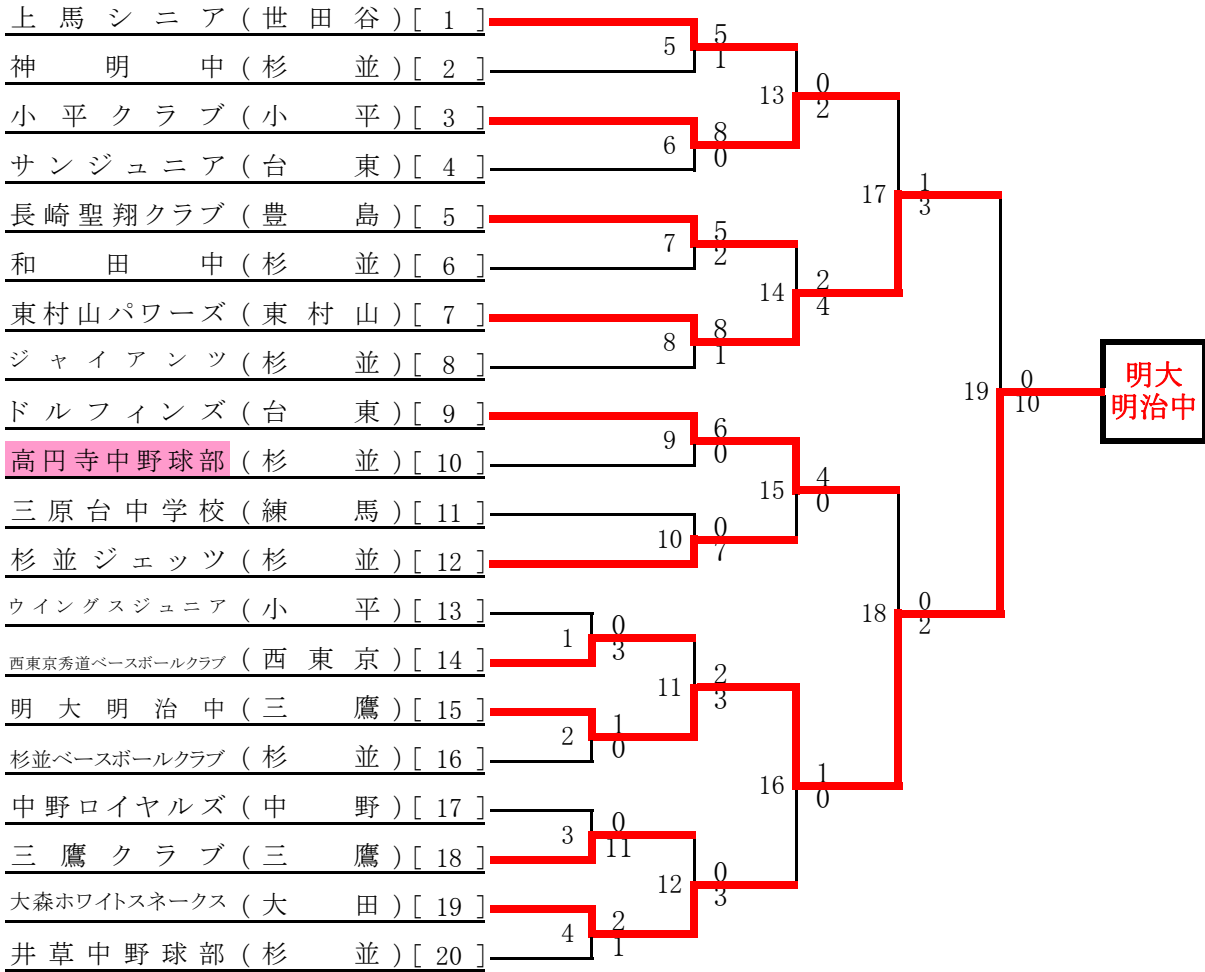 上馬シニア(世田谷)[ 1 ]
神明中(杉並)[ 2 ]
小平クラブ(小平)[ 3 ]
サンジュニア(台東)[ 4 ]
長崎聖翔クラブ(豊島)[ 5 ]
和田中(杉並)[ 6 ]
東村山パワーズ(東村山)[ 7 ]
ジャイアンツ(杉並)[ 8 ]
ドルフィンズ(台東)[ 9 ]
高円寺中野球部(杉並)[ 10 ]
三原台中学校(練馬)[ 11 ]
杉並ジェッツ(杉並)[ 12 ]
ウイングスジュニア(小平)[ 13 ]
西東京秀道ベースボールクラブ(西東京)[ 14 ]
明大明治中(三鷹)[ 15 ]
杉並ベースボールクラブ(杉並)[ 16 ]
中野ロイヤルズ(中野)[ 17 ]
三鷹クラブ(三鷹)[ 18 ]
大森ホワイトスネークス(大田)[ 19 ]
井草中野球部(杉並)[ 20 ]
1
0
3
2
1
0
3
0
11
4
2
1
5
5
1
6
8
0
7
5
2
8
8
1
9
6
0
10
0
7
11
2
3
12
0
3
13
0
2
14
2
4
15
4
0
16
1
0
17
1
3
18
0
2
19
0
10
明大
明治中